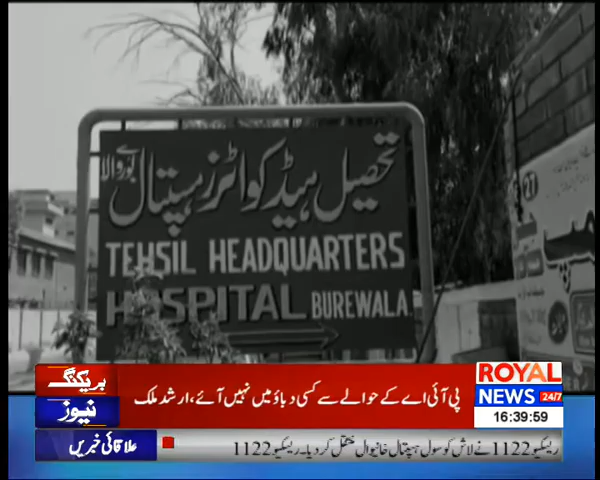 تحصیل ہیڈ کوارٹرز ہسپتال بورے والا
TEHSIL HEADQUARTERS
HOSPITAL BUREWALA
27
بریکنگ
نیوز
پی آئی اے کے حوالے سے کسی دباؤ میں نہیں آئے، ارشد ملک
ROYAL
NEWS 24/7
16:39:59
علاقائی خبریں
ریسکیو 1122 نے لاش کو سول ہسپتال خانیوال منتقل کردیا۔ ریسکیو 1122